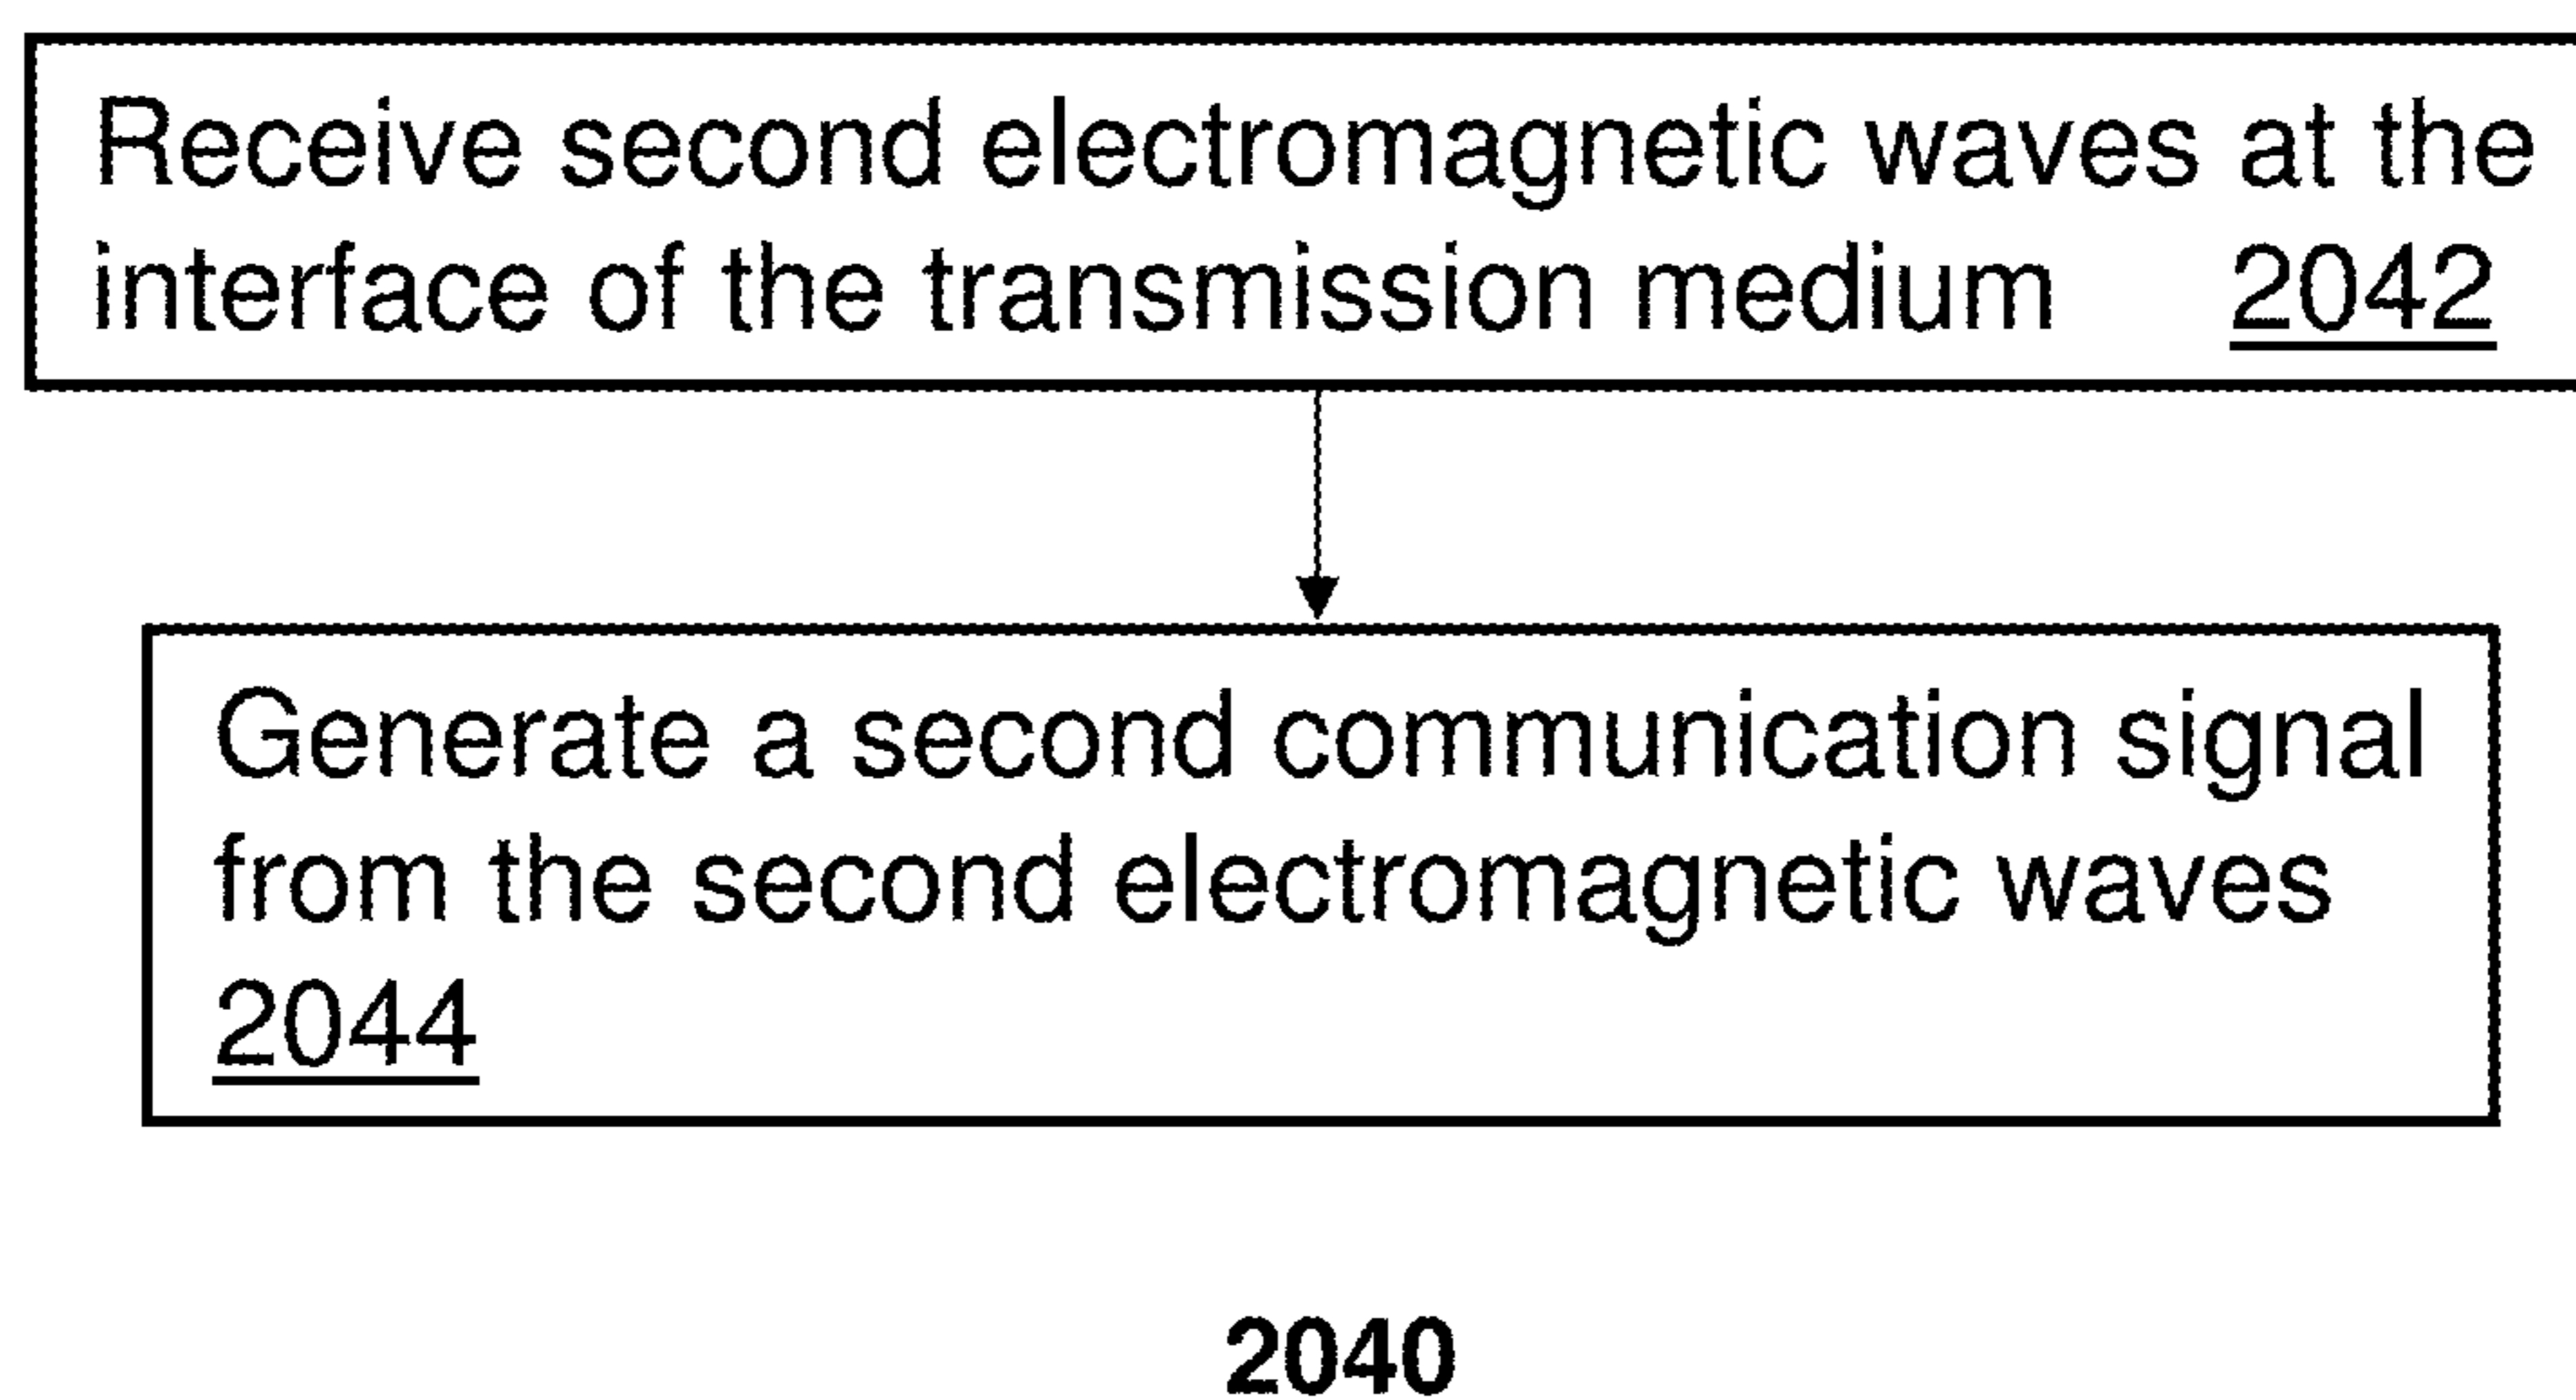 Receive second electromagnetic waves at the
interface of the transmission medium 2042
Generate a second communication signal
from the second electromagnetic waves
2044
2040